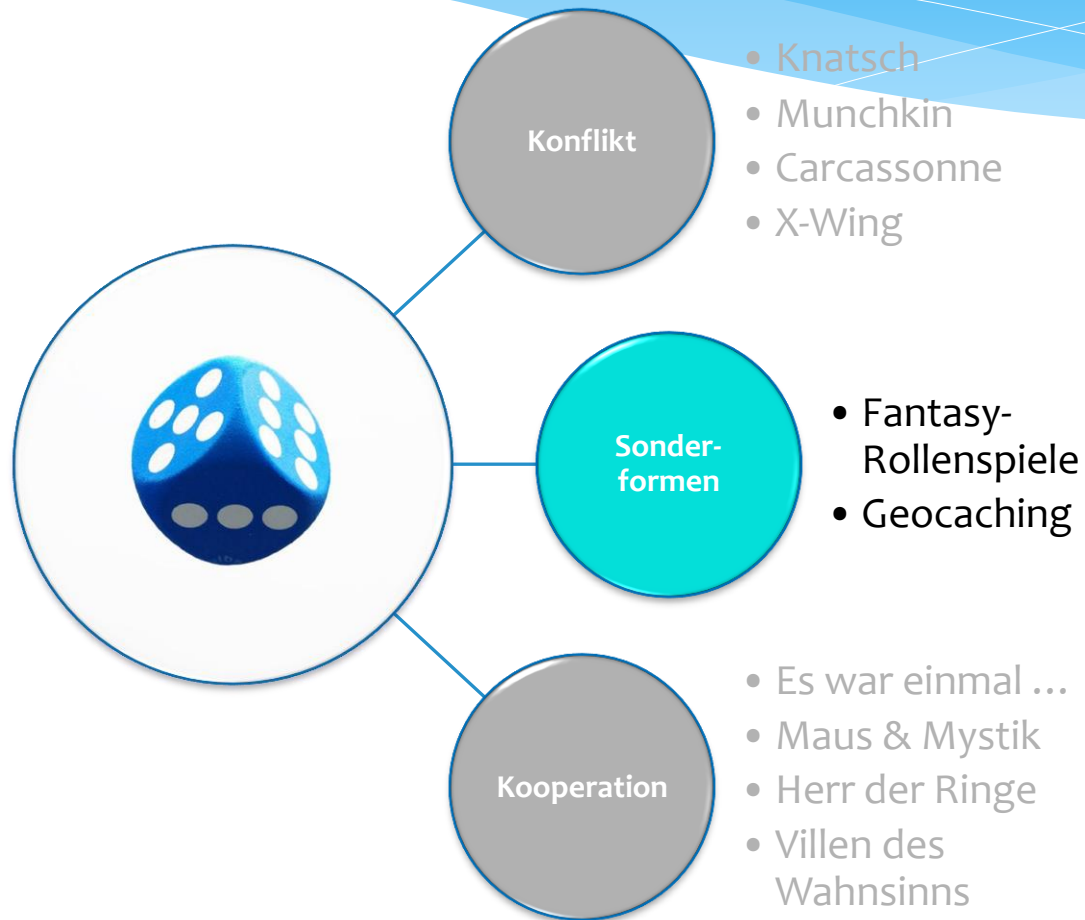 Konflikt
• Knatsch
• Munchkin
• Carcassonne
• X-Wing
Sonder-
formen
• Fantasy-
Rollenspiele
• Geocaching
Kooperation
• Es war einmal …
• Maus & Mystik
• Herr der Ringe
• Villen des
Wahnsinns